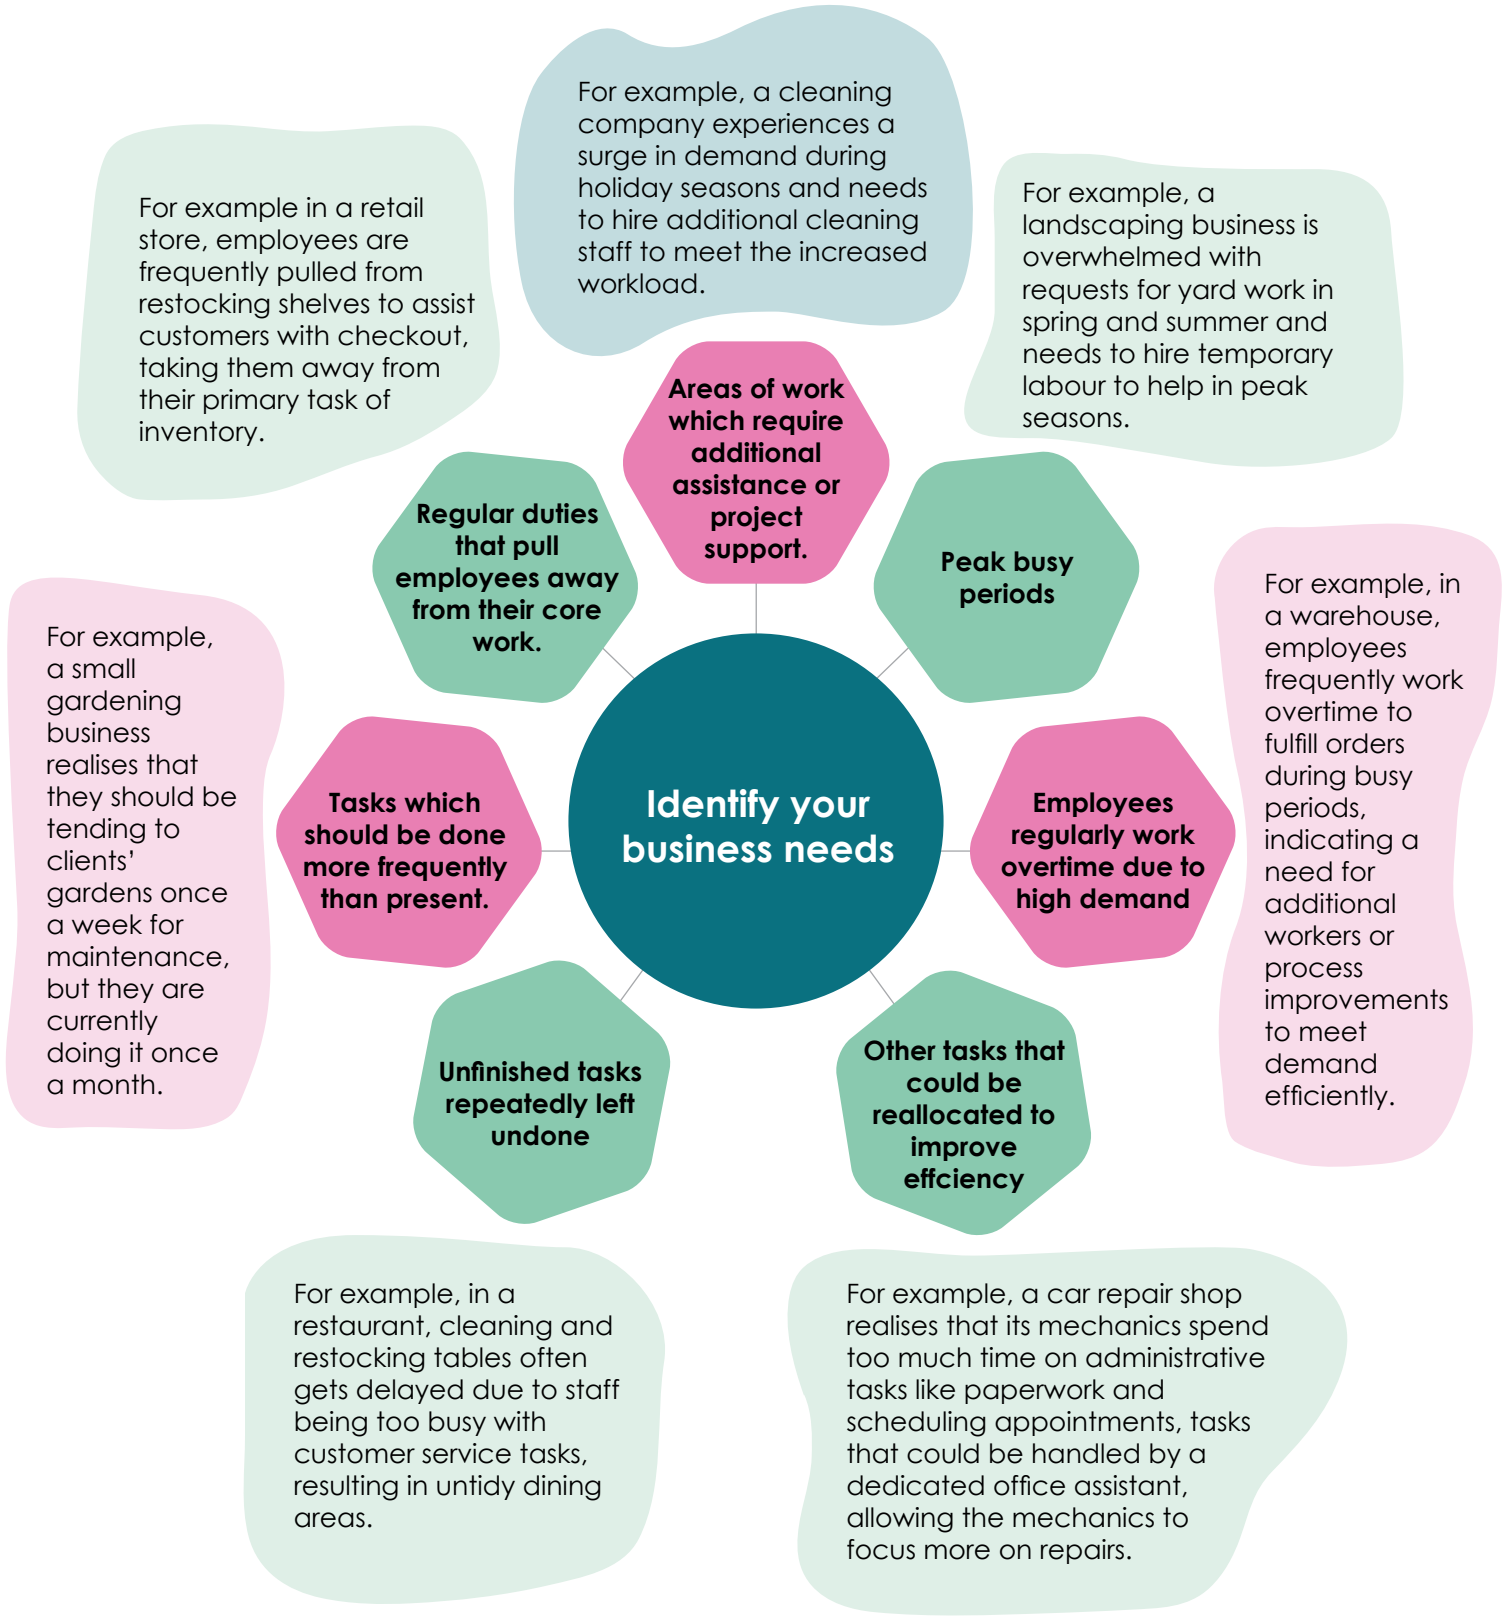 Identify your
business needs
For example, a cleaning
company experiences a
surge in demand during
holiday seasons and needs
to hire additional cleaning
staff to meet the increased
workload.
Areas of work
which require
additional
assistance or
project
support.
For example, a
landscaping business is
overwhelmed with
requests for yard work in
spring and summer and
needs to hire temporary
labour to help in peak
seasons.
Peak busy
periods
For example, in
a warehouse,
employees
frequently work
overtime to
fulfill orders
during busy
periods,
indicating a
need for
additional
workers or
process
improvements
to meet
demand
efficiently.
Employees
regularly work
overtime due to
high demand
Other tasks that
could be
reallocated to
improve
effciency
For example, a car repair shop
realises that its mechanics spend
too much time on administrative
tasks like paperwork and
scheduling appointments, tasks
that could be handled by a
dedicated office assistant,
allowing the mechanics to
focus more on repairs.
Unfinished tasks
repeatedly left
undone
For example, in a
restaurant, cleaning and
restocking tables often
gets delayed due to staff
being too busy with
customer service tasks,
resulting in untidy dining
areas.
Tasks which
should be done
more frequently
than present.
For example,
a small
gardening
business
realises that
they should be
tending to
clients’
gardens once
a week for
maintenance,
but they are
currently
doing it once
a month.
Regular duties
that pull
employees away
from their core
work.
For example in a retail
store, employees are
frequently pulled from
restocking shelves to assist
customers with checkout,
taking them away from
their primary task of
inventory.